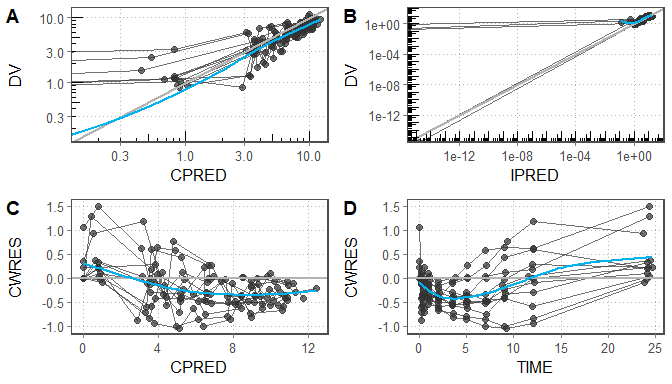 A
DV
10.0
3.0
1.0
0.3
0.3
1.0
3.0
10.0
CPRED
B
DV
1e+00
1e-04
1e-08
1e-12
1e-12
1e-08
1e-04
1e+00
IPRED
C
CWRES
1.5
1.0
0.5
0.0
-0.5
-1.0
0
4
8
12
CPRED
D
CWRES
1.5
1.0
0.5
0.0
-0.5
-1.0
0
5
10
15
20
25
TIME